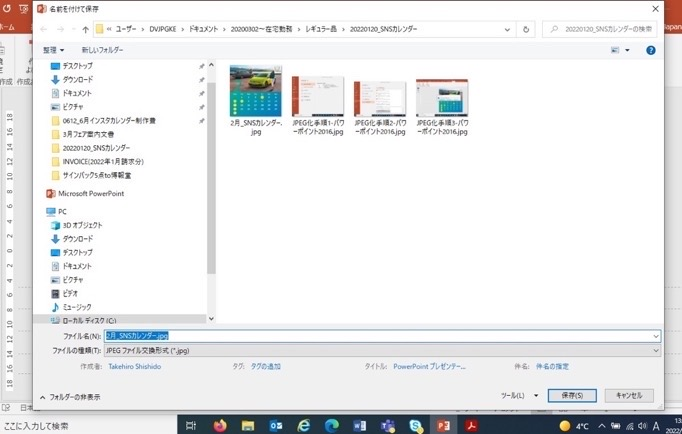 名前を付けて保存
ホーム
Japan
« ユーザー › DVJPGKE › ドキュメント › 20200302～在宅勤務 › レギュラー品 › 20220120_SNSカレンダー
20220120_SNSカレンダーの検索
整理
新しいフォルダー
デスクトップ
ダウンロード
ドキュメント
ピクチャ
0612_6月インスタカレンダー制作費
3月フェア案内文書
20220120_SNSカレンダー
INVOICE(2022年1月請求分)
サインバック5点to博報堂
Microsoft PowerPoint
PC
3D オブジェクト
ダウンロード
デスクトップ
ドキュメント
ピクチャ
ビデオ
ミュージック
ローカル ディスク (C:)
2月_SNSカレンダー.jpg
JPEG化手順1-パワーポイント2016.jpg
JPEG化手順2-パワーポイント2016.jpg
JPEG化手順3-パワーポイント2016.jpg
ファイル名(N): 2月_SNSカレンダー.jpg
ファイルの種類(T): JPEG ファイル交換形式 (*.jpg)
作成者: Takehiro Shishido
タグ: タグの追加
タイトル: PowerPoint プレゼンテー...
件名: 件名の指定
フォルダーの非表示
ツール(L)
保存(S)
キャンセル
日本
ここに入力して検索
4°C
A
13
2022/